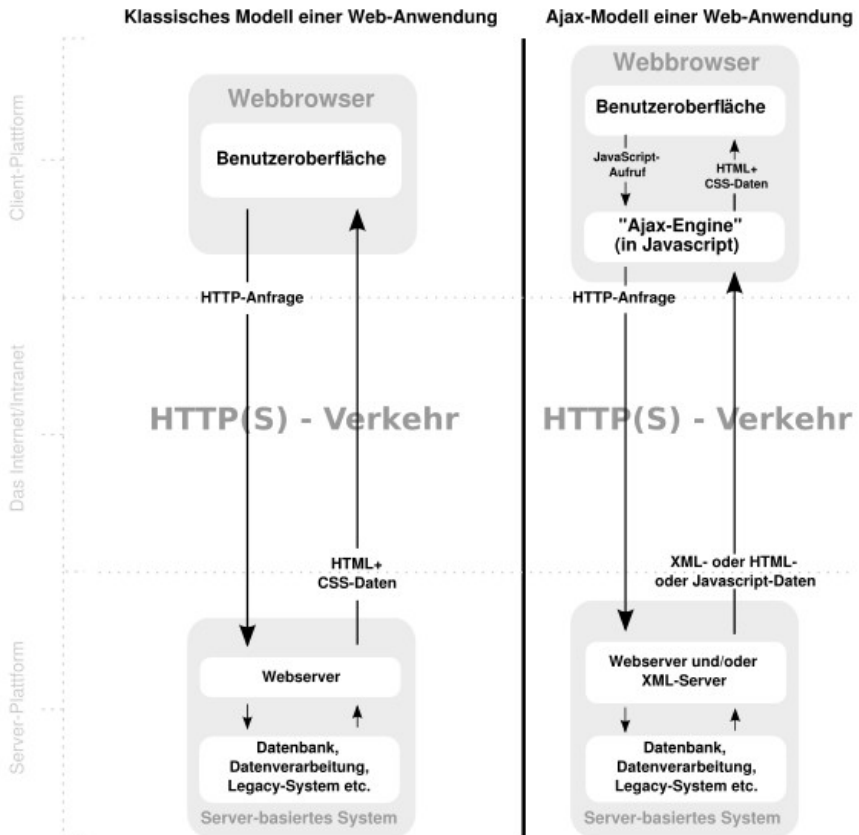 Klassisches Modell einer Web-Anwendung
Webbrowser
Benutzeroberfläche
HTTP-Anfrage
HTTP(S) - Verkehr
HTML+
CSS-Daten
Webserver
Datenbank,
Datenverarbeitung,
Legacy-System etc.
Server-basiertes System
Ajax-Modell einer Web-Anwendung
Webbrowser
Benutzeroberfläche
JavaScript-
Aufruf
HTML+
CSS-Daten
"Ajax-Engine"
(in Javascript)
HTTP-Anfrage
HTTP(S) - Verkehr
XML- oder HTML-
oder Javascript-Daten
Webserver und/oder
XML-Server
Datenbank,
Datenverarbeitung,
Legacy-System etc.
Server-basiertes System
Client-Plattform
Das Internet/Intranet
Server-Plattform